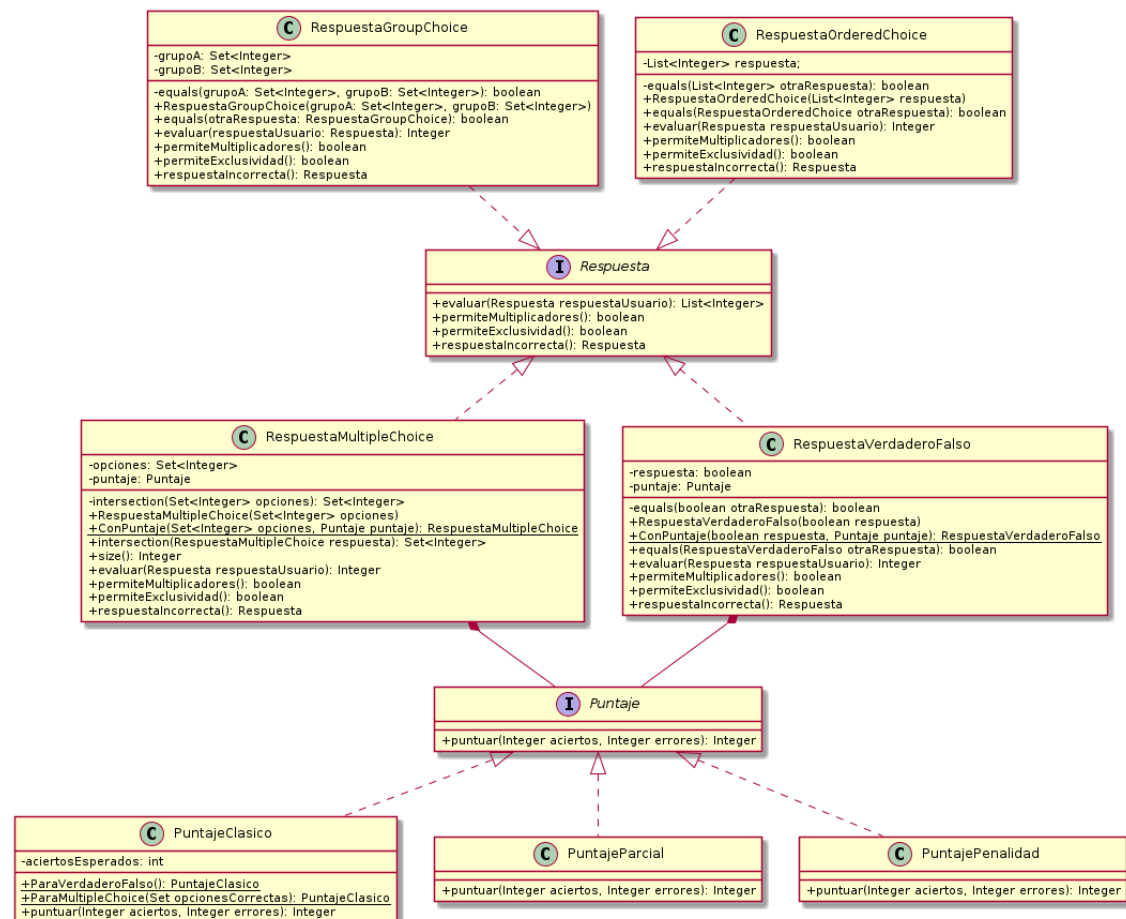 C RespuestaGroupChoice
-grupoA: Set<Integer>
-grupoB: Set<Integer>
-equals(grupoA: Set<Integer>, grupoB: Set<Integer>): boolean
+RespuestaGroupChoice(grupoA: Set<Integer>, grupoB: Set<Integer>)
+equals(otraRespuesta: RespuestaGroupChoice): boolean
+evaluar(respuestaUsuario: Respuesta): Integer
+permiteMultiplicadores(): boolean
+permiteExclusividad(): boolean
+respuestaIncorrecta(): Respuesta
C RespuestaOrderedChoice
-List<Integer> respuesta;
-equals(List<Integer> otraRespuesta): boolean
+RespuestaOrderedChoice(List<Integer> respuesta)
+equals(RespuestaOrderedChoice otraRespuesta): boolean
+evaluar(Respuesta respuestaUsuario): Integer
+permiteMultiplicadores(): boolean
+permiteExclusividad(): boolean
+respuestaIncorrecta(): Respuesta
I Respuesta
+evaluar(Respuesta respuestaUsuario): List<Integer>
+permiteMultiplicadores(): boolean
+permiteExclusividad(): boolean
+respuestaIncorrecta(): Respuesta
C RespuestaMultipleChoice
-opciones: Set<Integer>
-puntaje: Puntaje
-intersection(Set<Integer> opciones): Set<Integer>
+RespuestaMultipleChoice(Set<Integer> opciones)
+ConPuntaje(Set<Integer> opciones, Puntaje puntaje): RespuestaMultipleChoice
+intersection(RespuestaMultipleChoice respuesta): Set<Integer>
+size(): Integer
+evaluar(Respuesta respuestaUsuario): Integer
+permiteMultiplicadores(): boolean
+permiteExclusividad(): boolean
+respuestaIncorrecta(): Respuesta
C RespuestaVerdaderoFalso
-respuesta: boolean
-puntaje: Puntaje
-equals(boolean otraRespuesta): boolean
+RespuestaVerdaderoFalso(boolean respuesta)
+ConPuntaje(boolean respuesta, Puntaje puntaje): RespuestaVerdaderoFalso
+equals(RespuestaVerdaderoFalso otraRespuesta): boolean
+evaluar(Respuesta respuestaUsuario): Integer
+permiteMultiplicadores(): boolean
+permiteExclusividad(): boolean
+respuestaIncorrecta(): Respuesta
I Puntaje
+puntuar(Integer aciertos, Integer errores): Integer
C PuntajeClasico
-aciertosEsperados: int
+ParaVerdaderoFalso(): PuntajeClasico
+ParaMultipleChoice(Set opcionesCorrectas): PuntajeClasico
+puntuar(Integer aciertos, Integer errores): Integer
C PuntajeParcial
+puntuar(Integer aciertos, Integer errores): Integer
C PuntajePenalidad
+puntuar(Integer aciertos, Integer errores): Integer